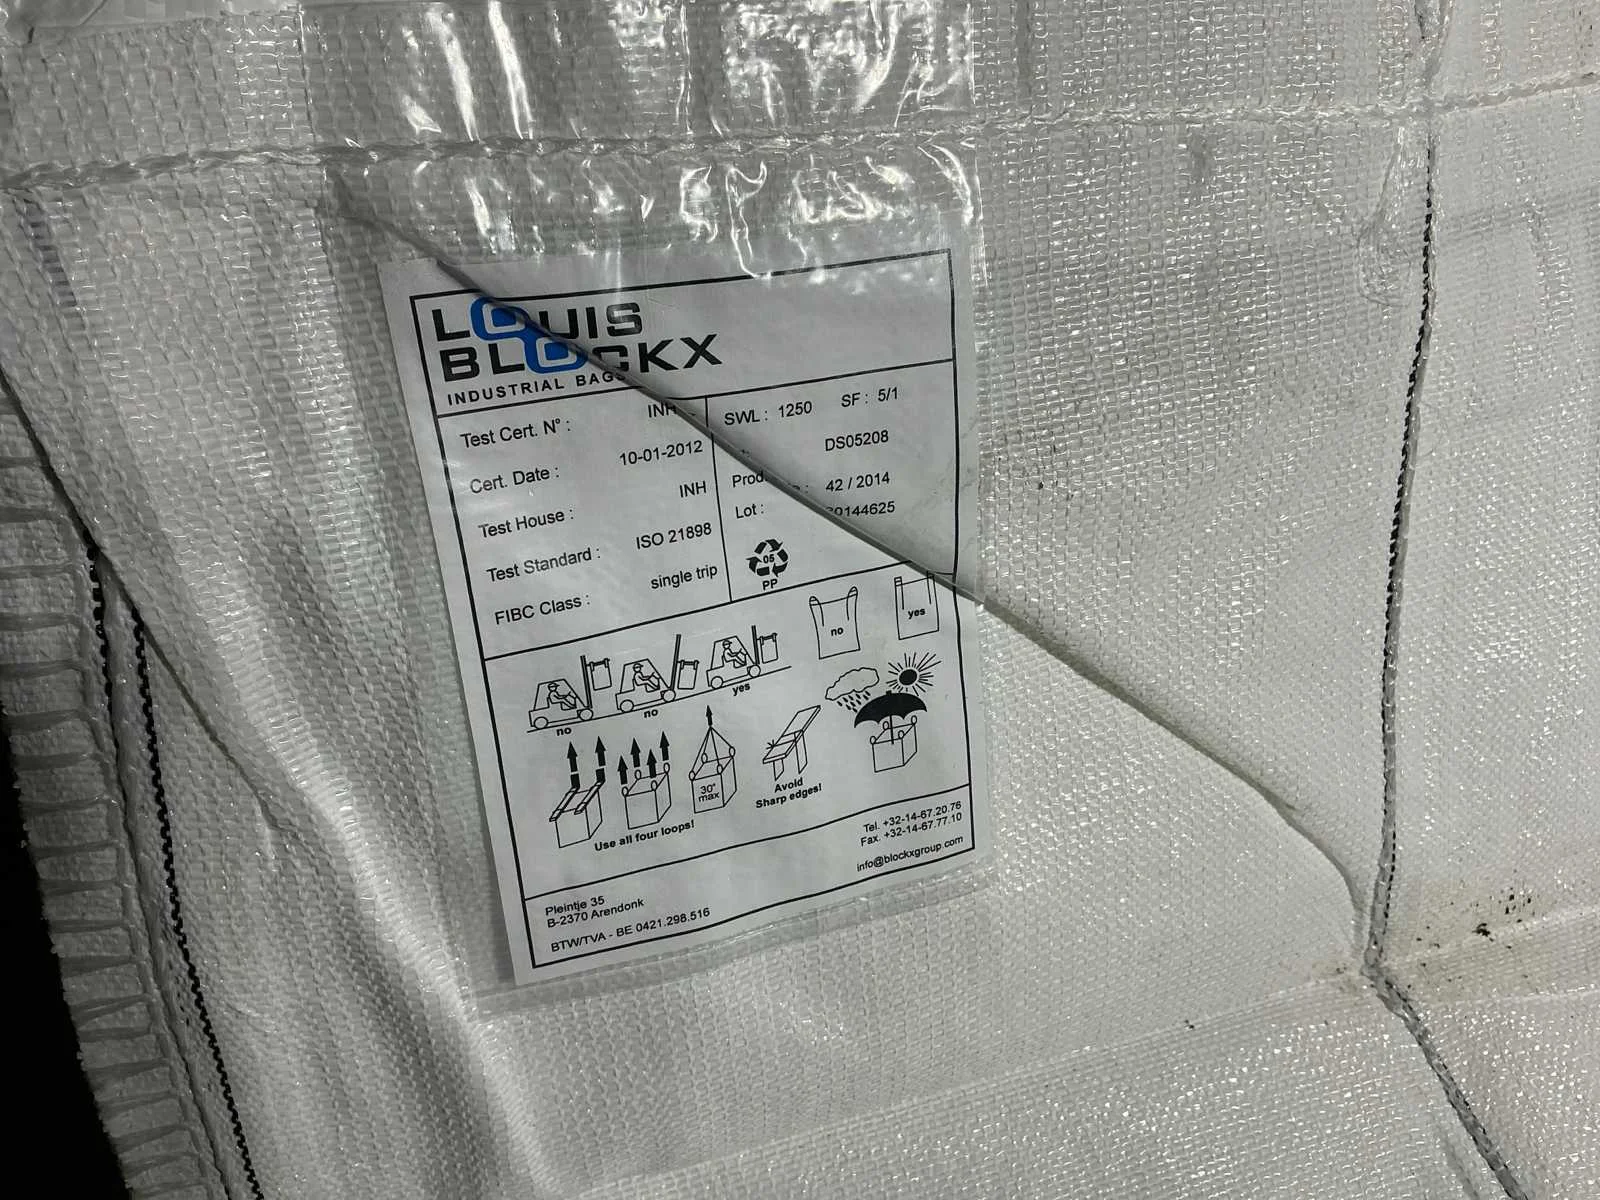 LOUIS
BLOCKX
INDUSTRIAL BAGS
Test Cert. N° : INH -
Cert. Date : 10-01-2012
Test House : INH
Test Standard : ISO 21898
FIBC Class : single trip
SWL : 1250 SF : 5/1
DS05208
42 / 2014
Lot :
05
PP
no
yes
no
no
yes
30°
max
Use all four loops!
Avoid
Sharp edges!
Tel. +32-14-67.20.76
Fax. +32-14-67.77.10
info@blockxgroup.com
Pleintje 35
B-2370 Arendonk
BTW/TVA - BE 0421.298.516